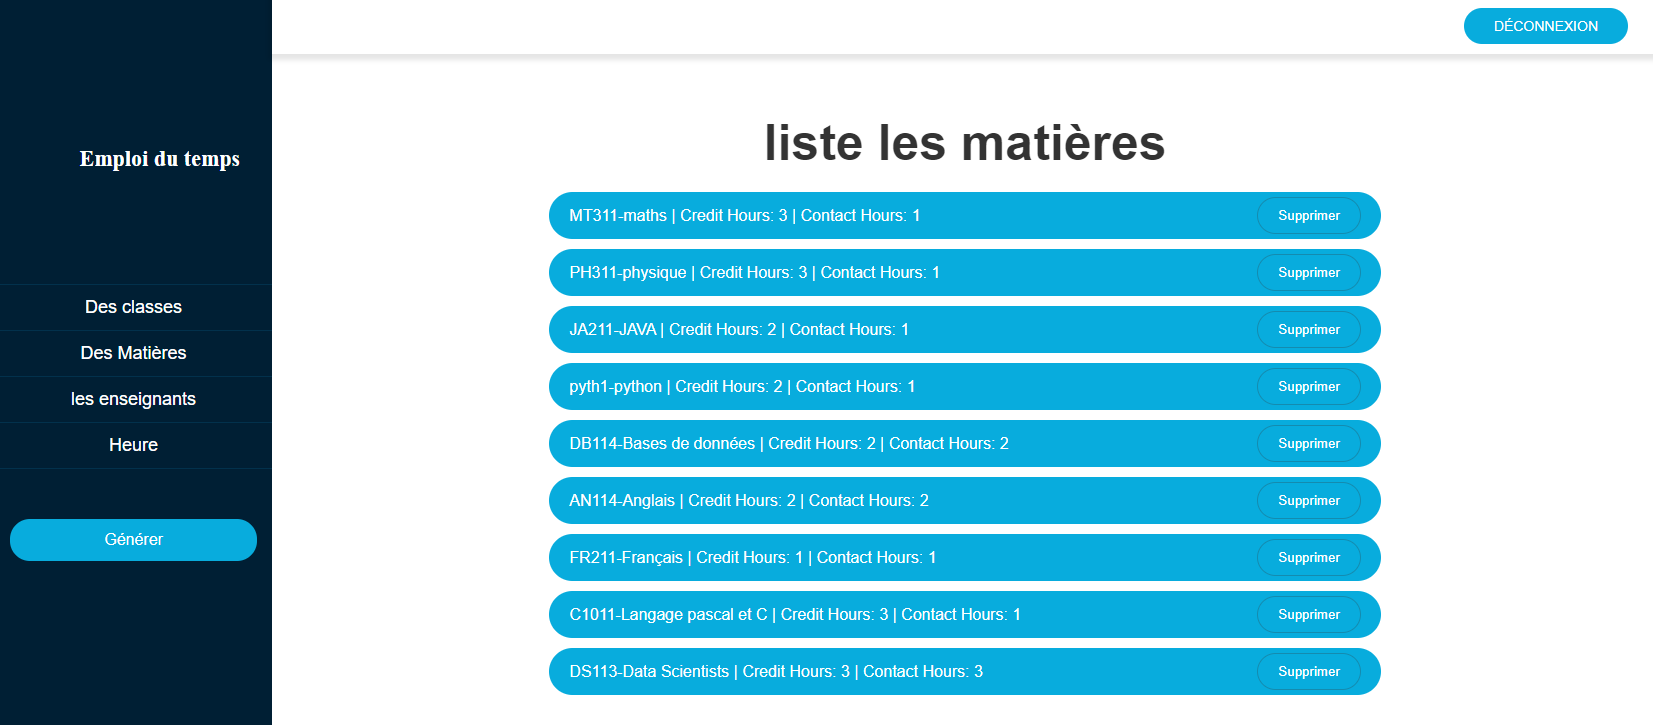 DÉCONNEXION
Emploi du temps
Des classes
Des Matières
les enseignants
Heure
Générer
liste les matières
MT311-maths | Credit Hours: 3 | Contact Hours: 1 Supprimer
PH311-physique | Credit Hours: 3 | Contact Hours: 1 Supprimer
JA211-JAVA | Credit Hours: 2 | Contact Hours: 1 Supprimer
pyth1-python | Credit Hours: 2 | Contact Hours: 1 Supprimer
DB114-Bases de données | Credit Hours: 2 | Contact Hours: 2 Supprimer
AN114-Anglais | Credit Hours: 2 | Contact Hours: 2 Supprimer
FR211-Français | Credit Hours: 1 | Contact Hours: 1 Supprimer
C1011-Langage pascal et C | Credit Hours: 3 | Contact Hours: 1 Supprimer
DS113-Data Scientists | Credit Hours: 3 | Contact Hours: 3 Supprimer